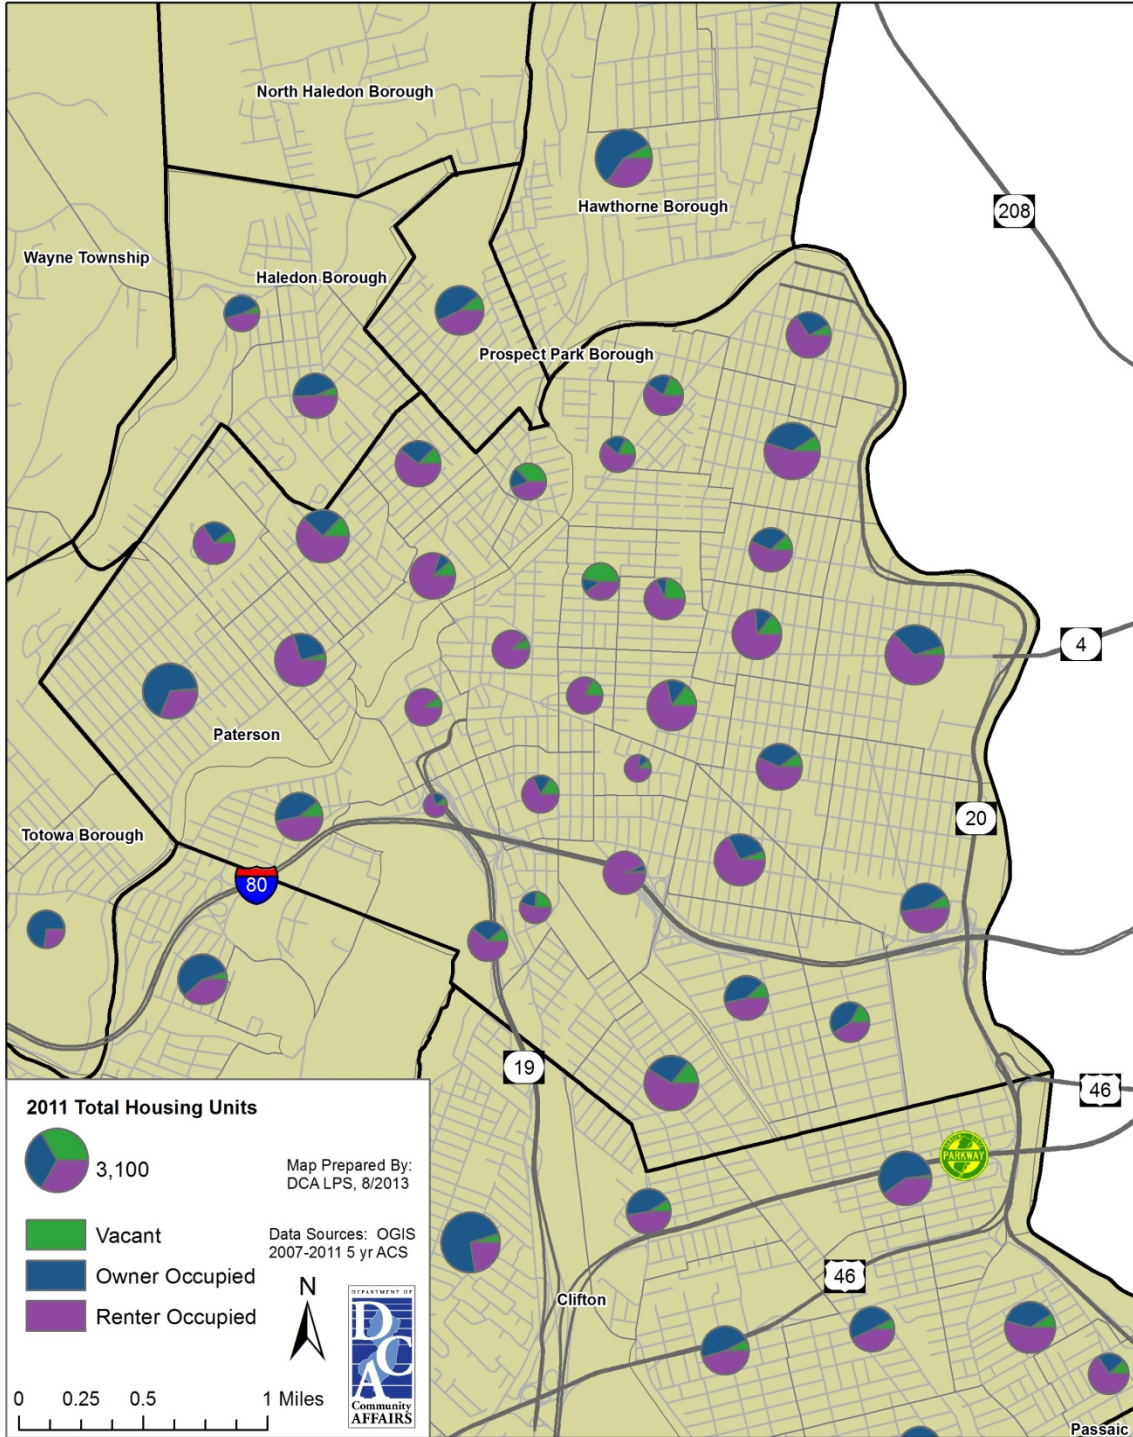 North Haledon Borough
Hawthorne Borough
208
Wayne Township
Haledon Borough
Prospect Park Borough
4
Paterson
20
Totowa Borough
80
19
46
PARKWAY
2011 Total Housing Units
3,100
Map Prepared By:
DCA LPS, 8/2013
Vacant
Owner Occupied
Renter Occupied
Data Sources: OGIS
2007-2011 5 yr ACS
N
DEPARTMENT OF
DCA
Community
AFFAIRS
0 0.25 0.5 1 Miles
46
Clifton
Passaic